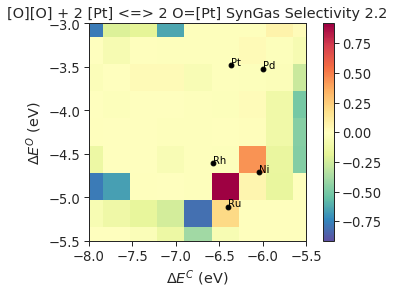 [O][O] + 2 [Pt] <=> 2 O=[Pt] SynGas Selectivity 2.2
−3.0
−3.5
−4.0
−4.5
−5.0
−5.5
ΔE^O (eV)
−8.0 −7.5 −7.0 −6.5 −6.0 −5.5
ΔE^C (eV)
Pt
Pd
Rh
Ni
Ru
0.75
0.50
0.25
0.00
−0.25
−0.50
−0.75